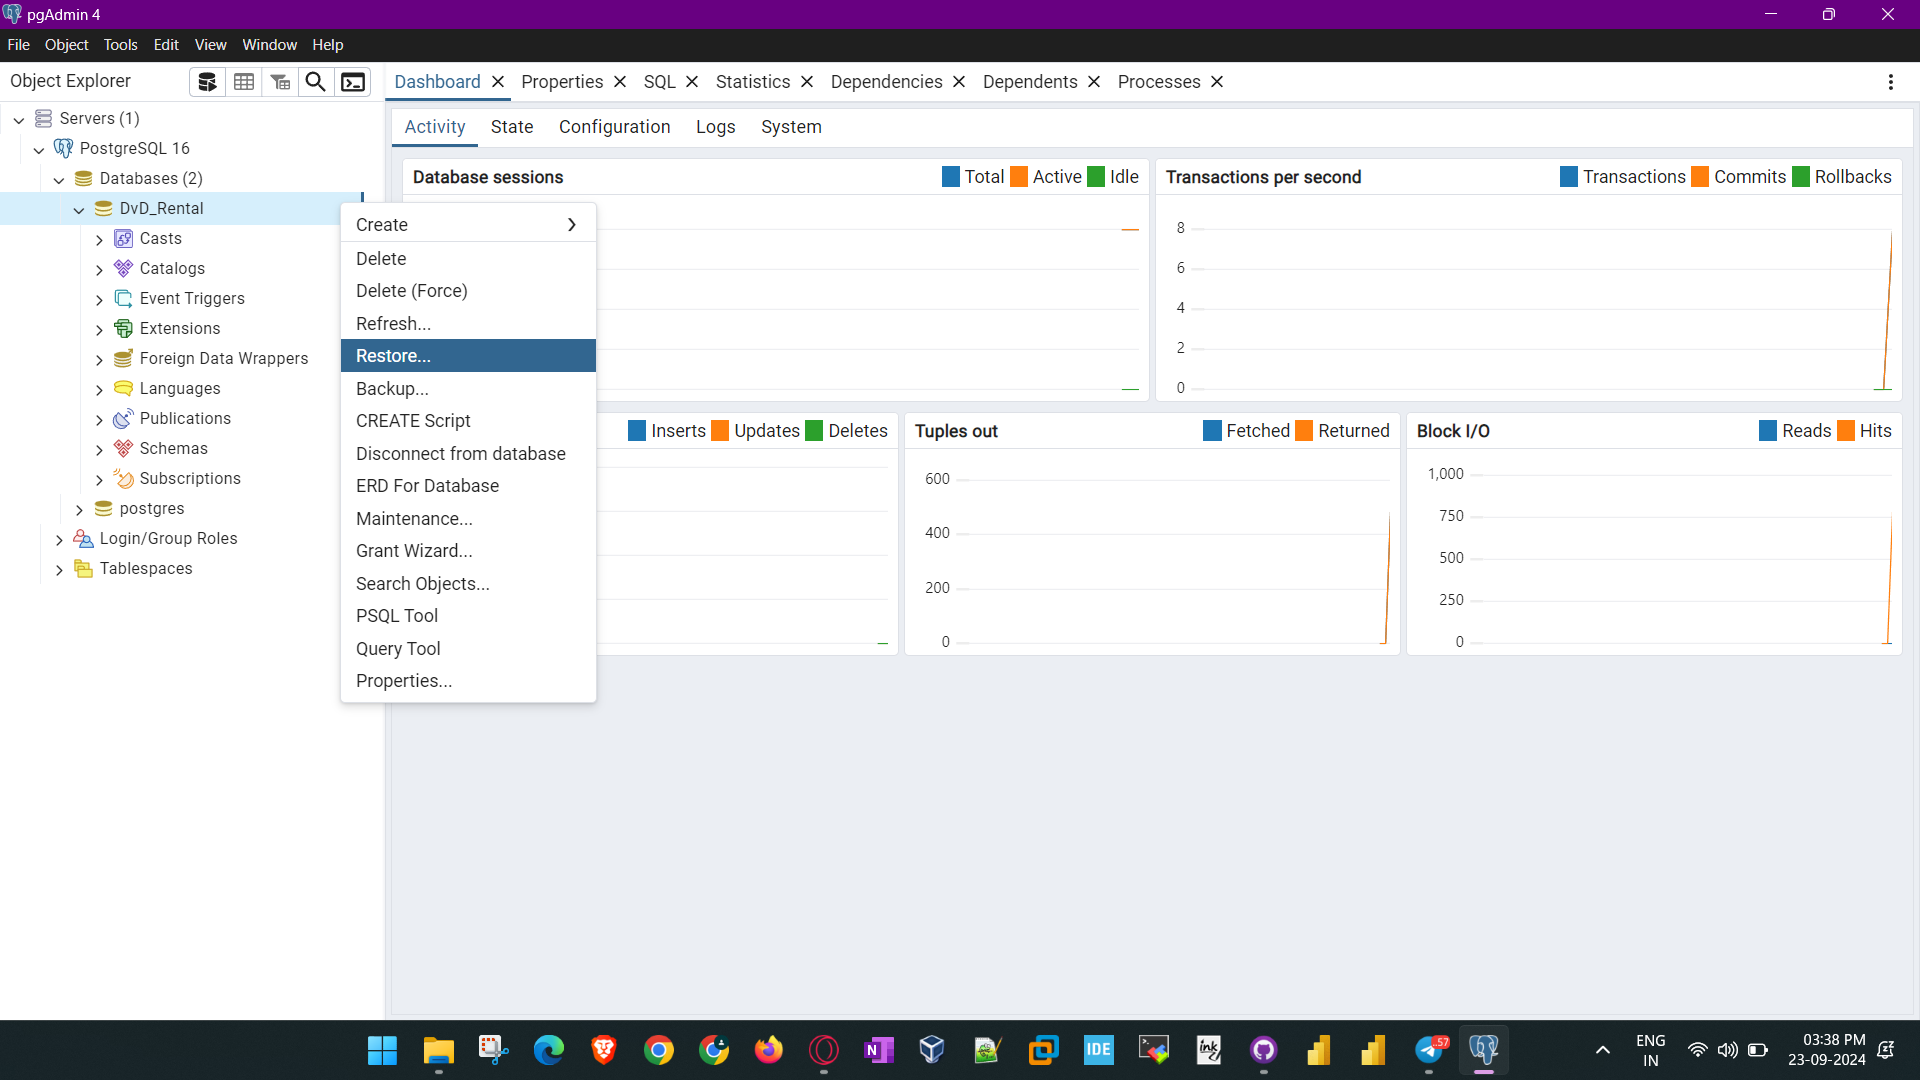 pgAdmin 4
File Object Tools Edit View Window Help
Object Explorer
Dashboard Properties SQL Statistics Dependencies Dependents Processes
Servers (1)
PostgreSQL 16
Databases (2)
DvD_Rental
Casts
Catalogs
Event Triggers
Extensions
Foreign Data Wrappers
Languages
Publications
Schemas
Subscriptions
postgres
Login/Group Roles
Tablespaces
Create
Delete
Delete (Force)
Refresh...
Restore...
Backup...
CREATE Script
Disconnect from database
ERD For Database
Maintenance...
Grant Wizard...
Search Objects...
PSQL Tool
Query Tool
Properties...
Activity State Configuration Logs System
Database sessions Total Active Idle
Transactions per second Transactions Commits Rollbacks
8
6
4
2
0
Inserts Updates Deletes
Tuples out Fetched Returned
600
400
200
0
Block I/O Reads Hits
1,000
750
500
250
0
N
IDE
ink
57
ENG
IN
03:38 PM
23-09-2024